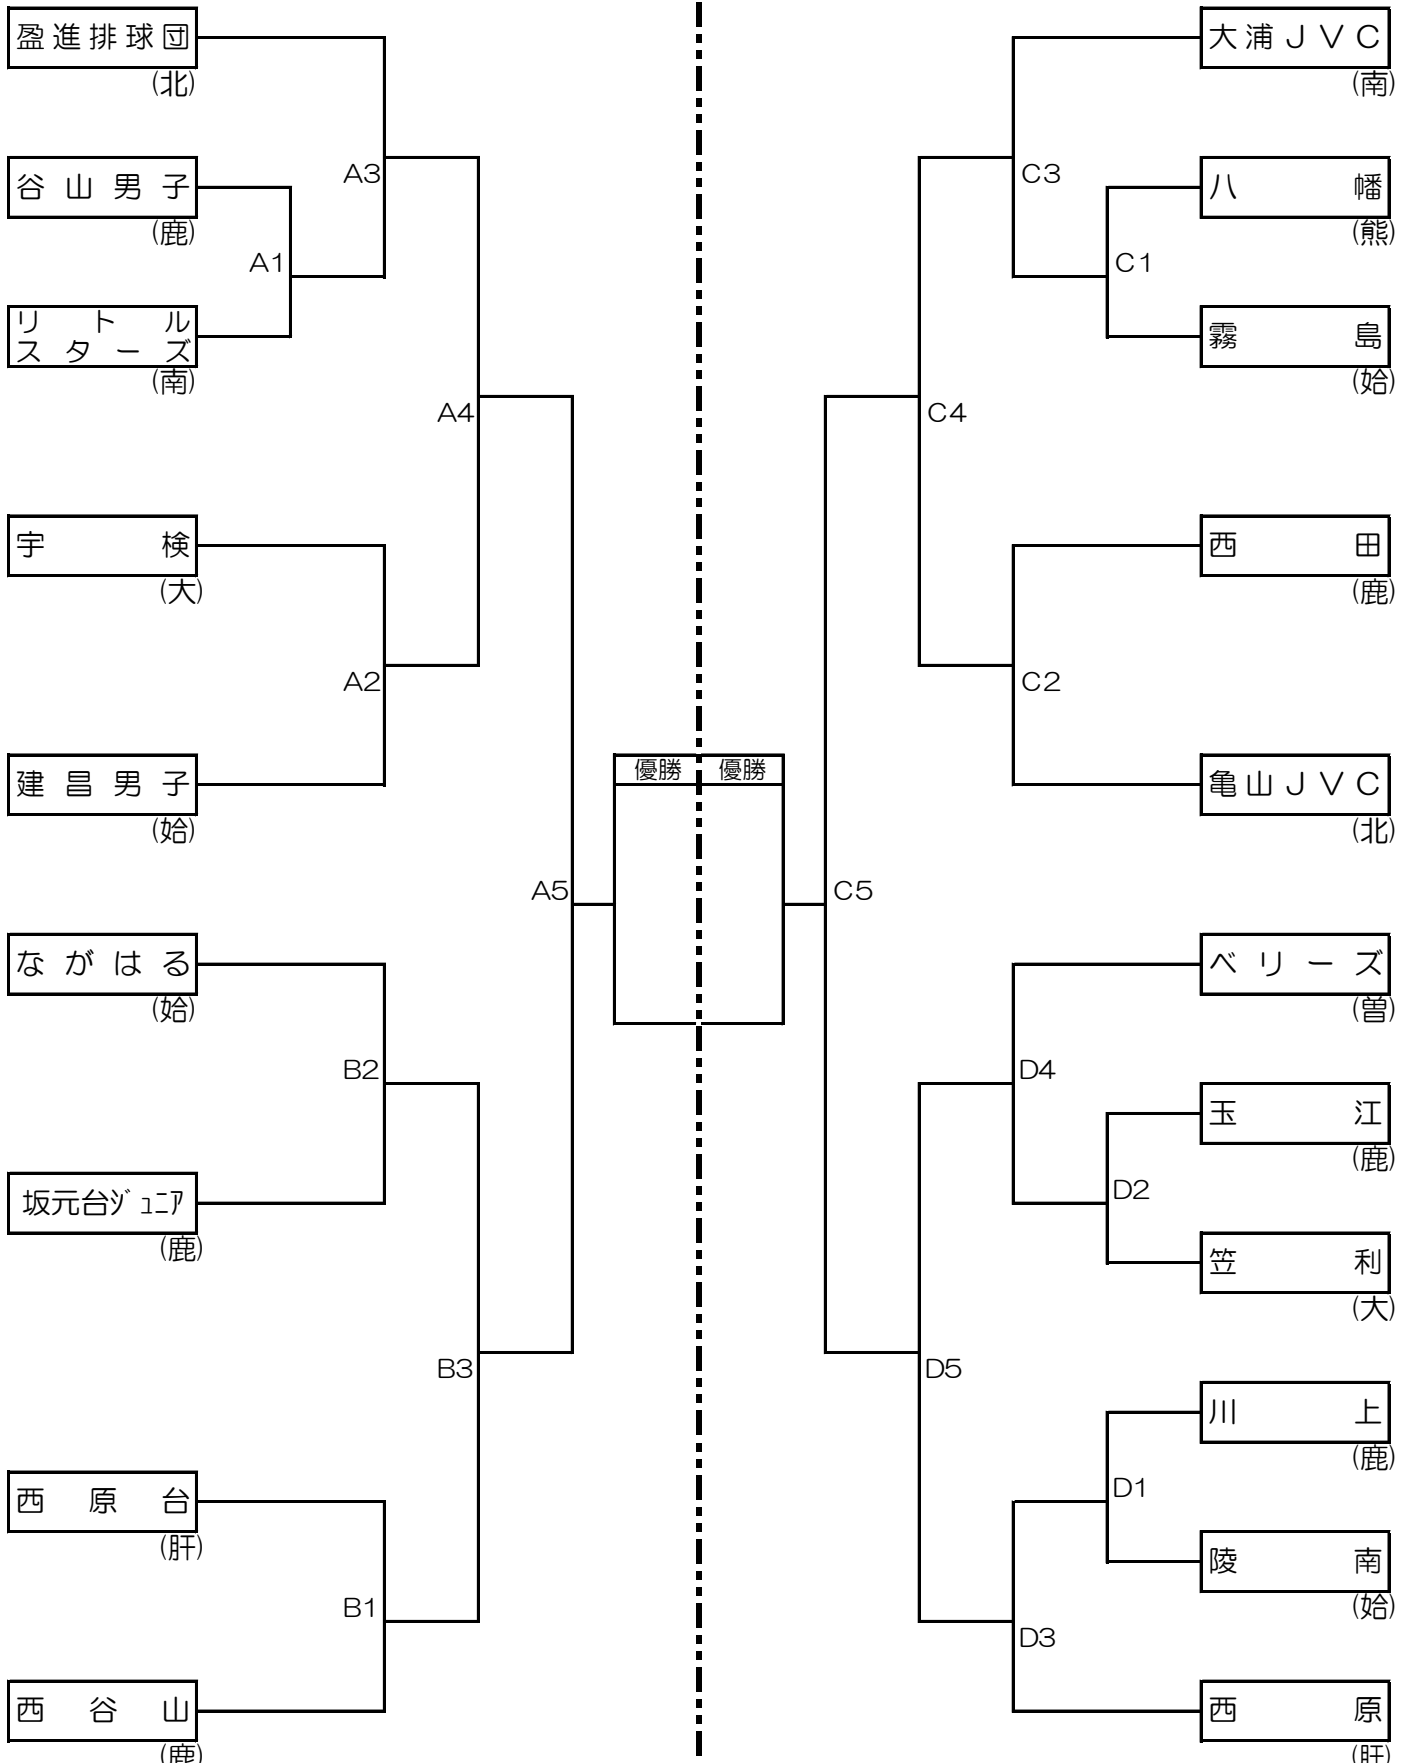 盈進排球団
(北)
谷山男子
(鹿)
A1
A3
リトル
スターズ
(南)
A4
宇検
(大)
A2
建昌男子
(姶)
A5
ながはる
(姶)
B2
坂元台ｼﾞｭﾆｱ
(鹿)
B3
西原台
(肝)
B1
西谷山
(鹿)
優勝 優勝
大浦ＪＶＣ
(南)
C3
八幡
(熊)
C1
霧島
(姶)
C4
西田
(鹿)
C2
亀山ＪＶＣ
(北)
C5
ベリーズ
(曽)
D4
玉江
(鹿)
D2
笠利
(大)
D5
川上
(鹿)
D1
陵南
(姶)
D3
西原
(肝)